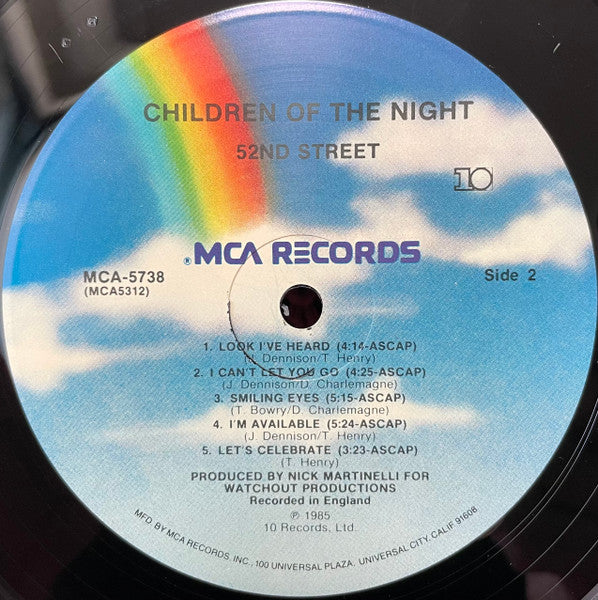 CHILDREN OF THE NIGHT
52ND STREET
10
®MCA RECORDS
MCA-5738
(MCA5312)
Side 2
1. LOOK I'VE HEARD (4:14-ASCAP)
(J. Dennison/T. Henry)
2. I CAN'T LET YOU GO (4:25-ASCAP)
(J. Dennison/D. Charlemagne)
3. SMILING EYES (5:15-ASCAP)
(T. Bowry/D. Charlemagne)
4. I'M AVAILABLE (5:24-ASCAP)
(J. Dennison/T. Henry)
5. LET'S CELEBRATE (3:23-ASCAP)
(T. Henry)
PRODUCED BY NICK MARTINELLI FOR
WATCHOUT PRODUCTIONS
Recorded in England
℗ 1985
10 Records, Ltd.
MFD. BY MCA RECORDS, INC., 100 UNIVERSAL PLAZA, UNIVERSAL CITY, CALIF. 91608